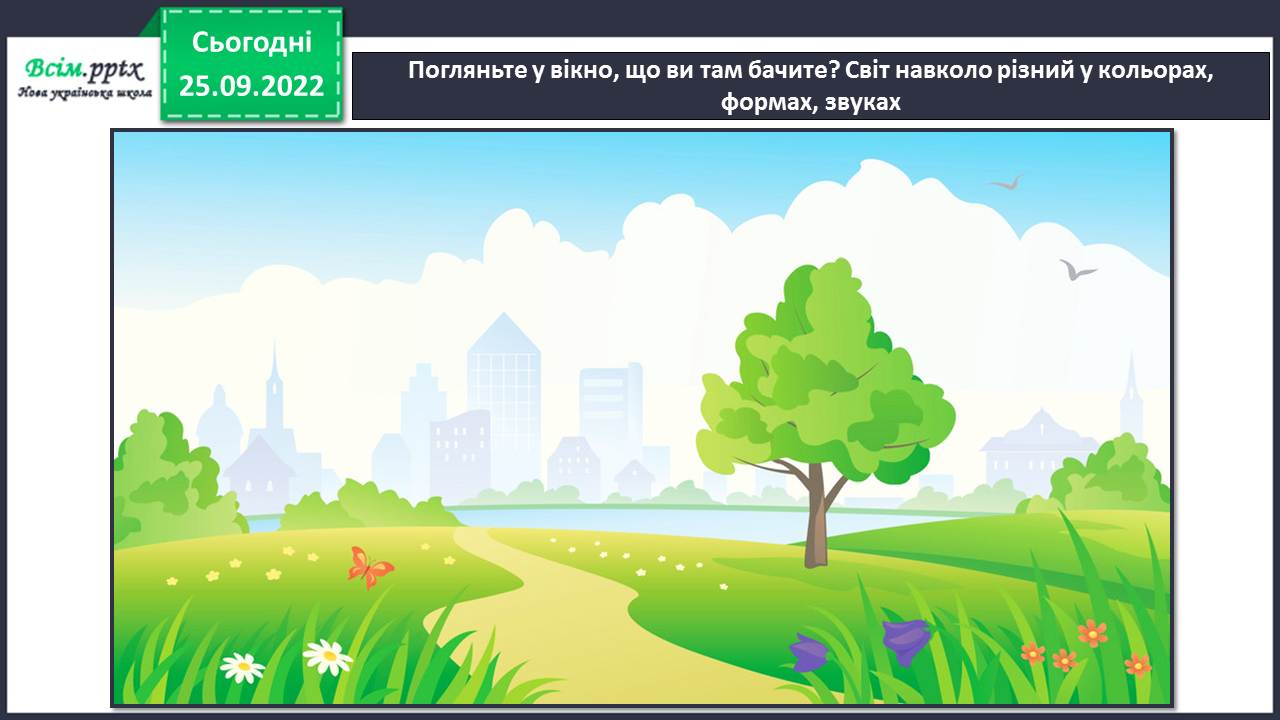 Всім.pptx
Нова українська школа
Сьогодні
25.09.2022
Погляньте у вікно, що ви там бачите? Світ навколо різний у кольорах,
формах, звуках